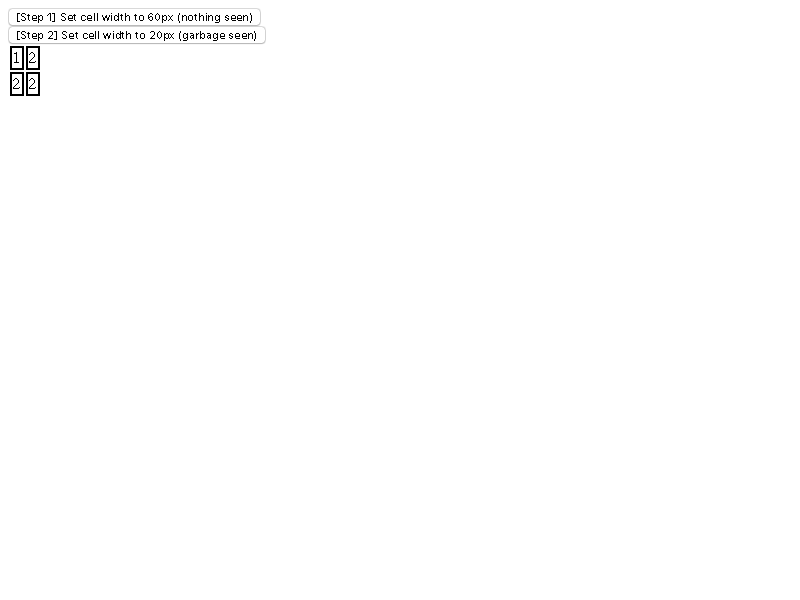 [Step 1] Set cell width to 60px (nothing seen)
[Step 2] Set cell width to 20px (garbage seen)
1 2
2 2